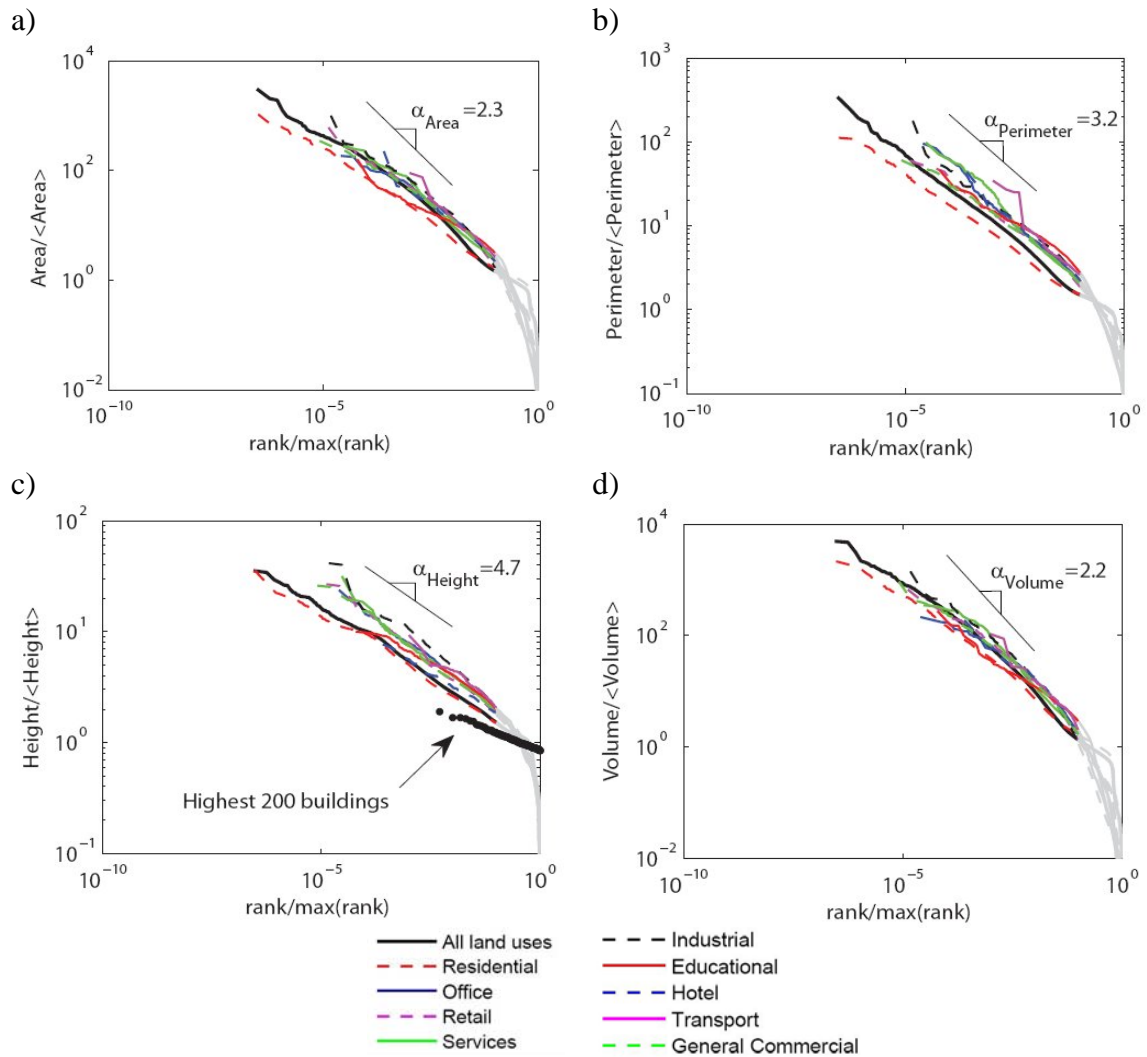 a)
10^4
10^2
10^0
10^−2
Area/<Area>
α_Area=2.3
10^−10
10^−5
10^0
rank/max(rank)
b)
10^3
10^2
10^1
10^0
10^−1
Perimeter/<Perimeter>
α_Perimeter=3.2
10^−10
10^−5
10^0
rank/max(rank)
c)
10^2
10^1
10^0
10^−1
Height/<Height>
α_Height=4.7
Highest 200 buildings
10^−10
10^−5
10^0
rank/max(rank)
d)
10^4
10^2
10^0
10^−2
Volume/<Volume>
α_Volume=2.2
10^−10
10^−5
10^0
rank/max(rank)
All land uses
Residential
Office
Retail
Services
Industrial
Educational
Hotel
Transport
General Commercial